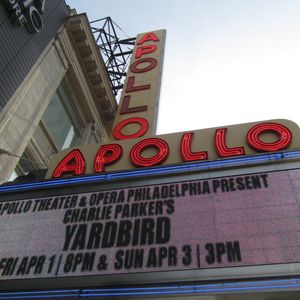 APOLLO
APOLLO
APOLLO THEATER & OPERA PHILADELPHIA PRESENT
CHARLIE PARKER'S
YARDBIRD
FRI APR 1 | 8PM & SUN APR 3 | 3PM